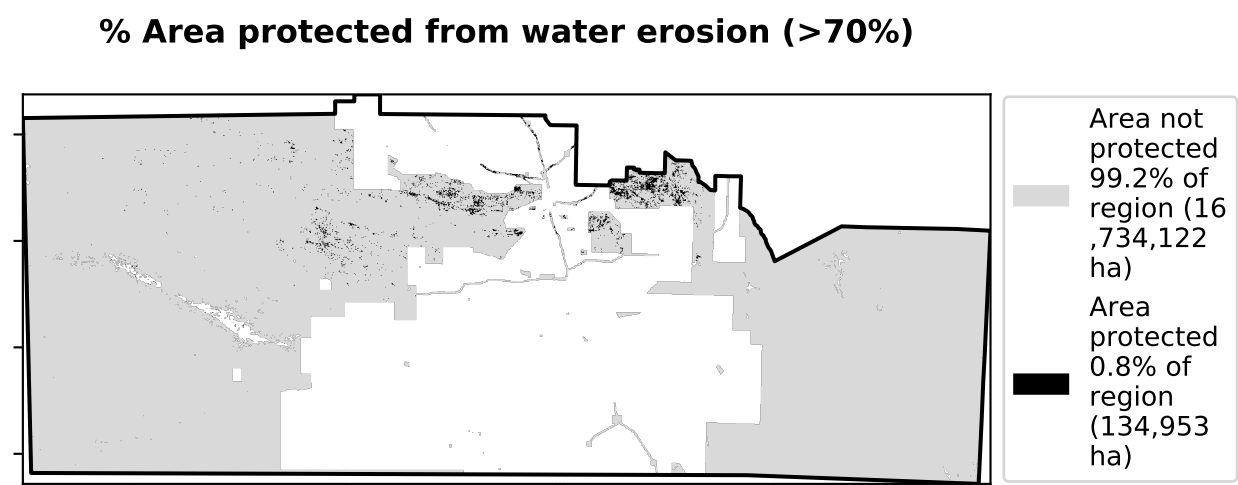 % Area protected from water erosion (>70%)
Area not
protected
99.2% of
region (16
,734,122
ha)
Area
protected
0.8% of
region
(134,953
ha)